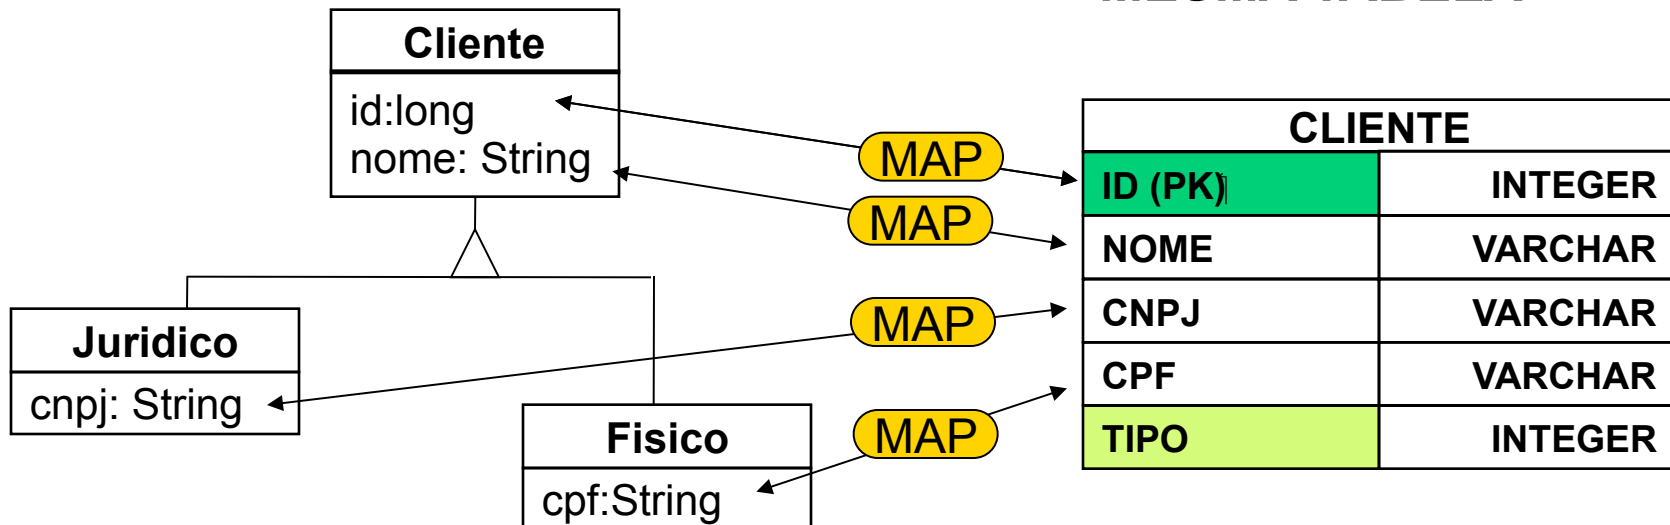 Cliente
id:long
nome: String
Juridico
cnpj: String
Fisico
cpf:String
MAP
MAP
MAP
MAP
CLIENTE
ID (PK) INTEGER
NOME VARCHAR
CNPJ VARCHAR
CPF VARCHAR
TIPO INTEGER